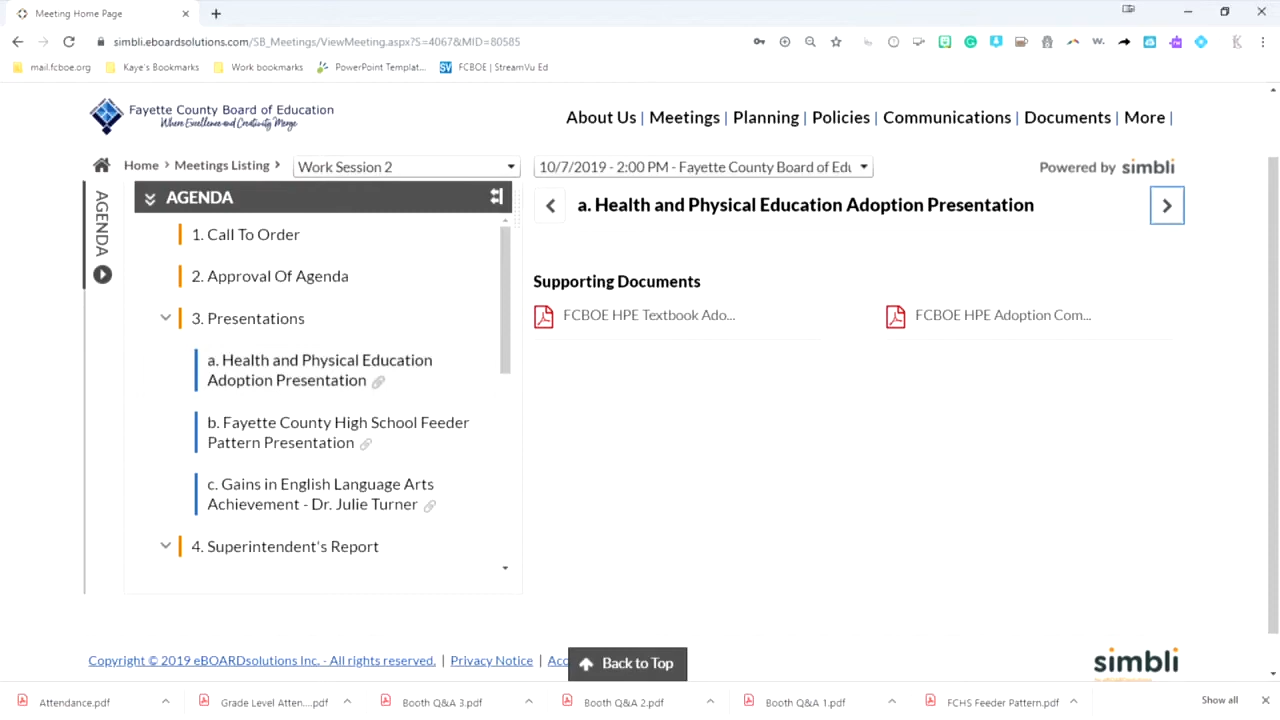 Meeting Home Page
simbli.eboardsolutions.com/SB_Meetings/ViewMeeting.aspx?S=4067&MID=80585
mail.fcboe.org Kaye's Bookmarks Work bookmarks PowerPoint Templat... SV FCBOE | StreamVu Ed
Fayette County Board of Education
Where Excellence and Creativity Merge
About Us | Meetings | Planning | Policies | Communications | Documents | More |
Home > Meetings Listing > Work Session 2 10/7/2019 - 2:00 PM - Fayette County Board of Edu
Powered by simbli
AGENDA
AGENDA
1. Call To Order
2. Approval Of Agenda
3. Presentations
a. Health and Physical Education
Adoption Presentation
b. Fayette County High School Feeder
Pattern Presentation
c. Gains in English Language Arts
Achievement - Dr. Julie Turner
4. Superintendent's Report
a. Health and Physical Education Adoption Presentation
Supporting Documents
FCBOE HPE Textbook Ado... FCBOE HPE Adoption Com...
Copyright © 2019 eBOARDsolutions Inc. - All rights reserved. | Privacy Notice | Acc
Back to Top
simbli
Attendance.pdf Grade Level Atten....pdf Booth Q&A 3.pdf Booth Q&A 2.pdf Booth Q&A 1.pdf FCHS Feeder Pattern.pdf Show all